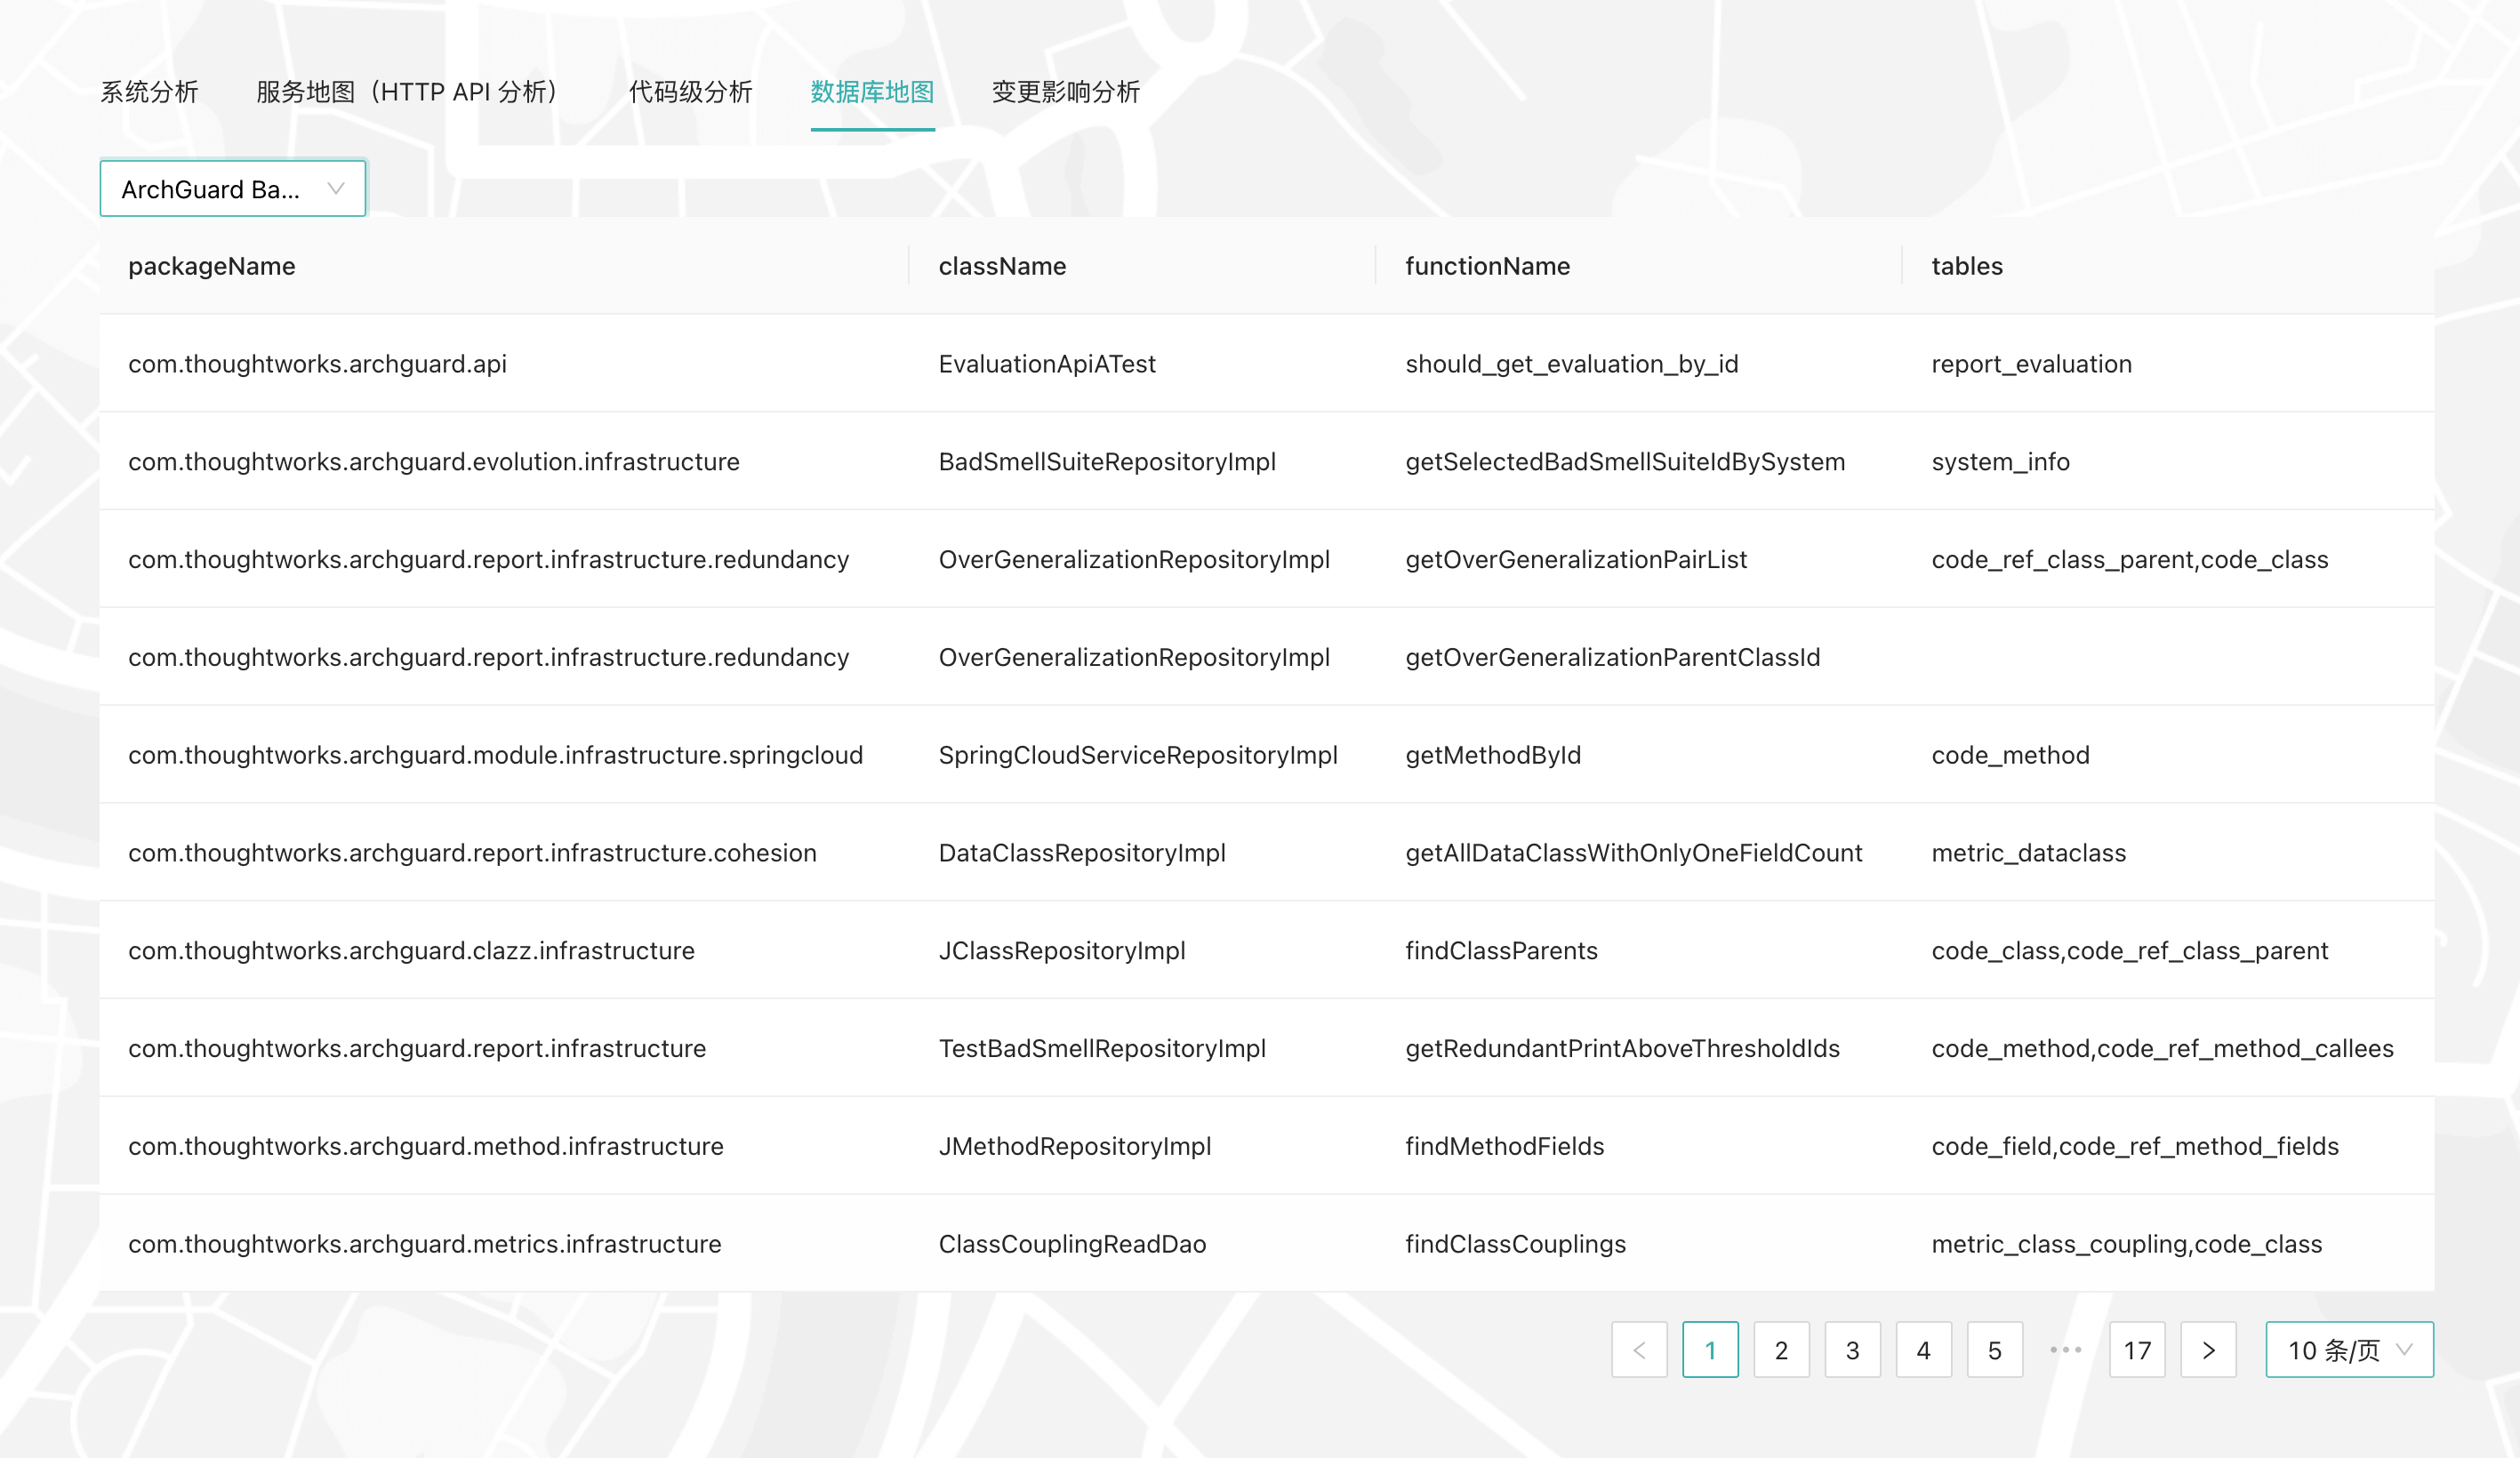 系统分析 服务地图（HTTP API 分析） 代码级分析 数据库地图 变更影响分析
ArchGuard Ba...
packageName className functionName tables
com.thoughtworks.archguard.api EvaluationApiATest should_get_evaluation_by_id report_evaluation
com.thoughtworks.archguard.evolution.infrastructure BadSmellSuiteRepositoryImpl getSelectedBadSmellSuiteIdBySystem system_info
com.thoughtworks.archguard.report.infrastructure.redundancy OverGeneralizationRepositoryImpl getOverGeneralizationPairList code_ref_class_parent,code_class
com.thoughtworks.archguard.report.infrastructure.redundancy OverGeneralizationRepositoryImpl getOverGeneralizationParentClassId
com.thoughtworks.archguard.module.infrastructure.springcloud SpringCloudServiceRepositoryImpl getMethodById code_method
com.thoughtworks.archguard.report.infrastructure.cohesion DataClassRepositoryImpl getAllDataClassWithOnlyOneFieldCount metric_dataclass
com.thoughtworks.archguard.clazz.infrastructure JClassRepositoryImpl findClassParents code_class,code_ref_class_parent
com.thoughtworks.archguard.report.infrastructure TestBadSmellRepositoryImpl getRedundantPrintAboveThresholdIds code_method,code_ref_method_callees
com.thoughtworks.archguard.method.infrastructure JMethodRepositoryImpl findMethodFields code_field,code_ref_method_fields
com.thoughtworks.archguard.metrics.infrastructure ClassCouplingReadDao findClassCouplings metric_class_coupling,code_class
< 1 2 3 4 5 ••• 17 > 10 条/页